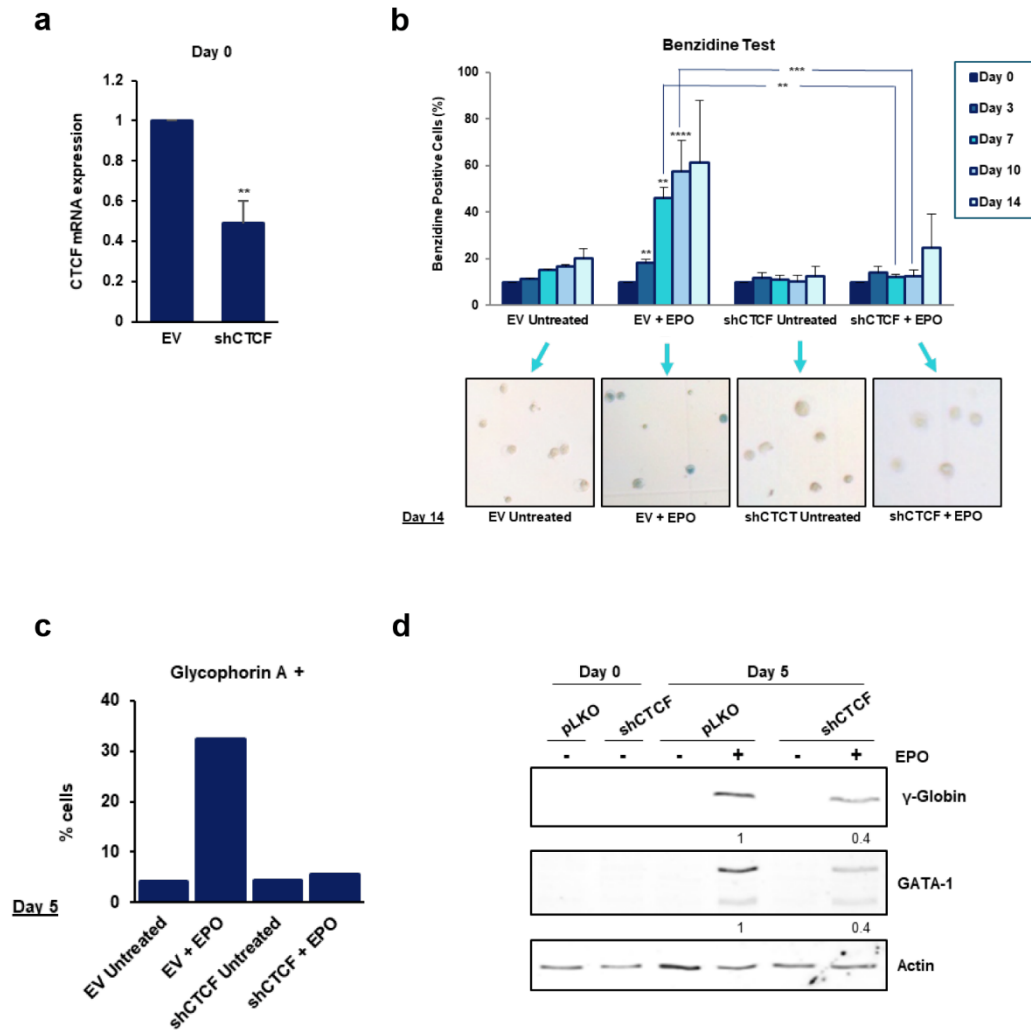 a
Day 0
1.2
1
0.8
0.6
0.4
0.2
0
CTCF mRNA expression
**
EV
shCTCF
b
Benzidine Test
100
80
60
40
20
0
Benzidine Positive Cells (%)
***
**
****
**
**
EV Untreated
EV + EPO
shCTCF Untreated
shCTCF + EPO
Day 0
Day 3
Day 7
Day 10
Day 14
Day 14
EV Untreated
EV + EPO
shCTCT Untreated
shCTCF + EPO
c
Glycophorin A +
40
30
20
10
0
% cells
Day 5
EV Untreated
EV + EPO
shCTCF Untreated
shCTCF + EPO
d
Day 0 Day 5
pLKO shCTCF pLKO shCTCF
- - - + - + EPO
γ-Globin
1 0.4
GATA-1
1 0.4
Actin